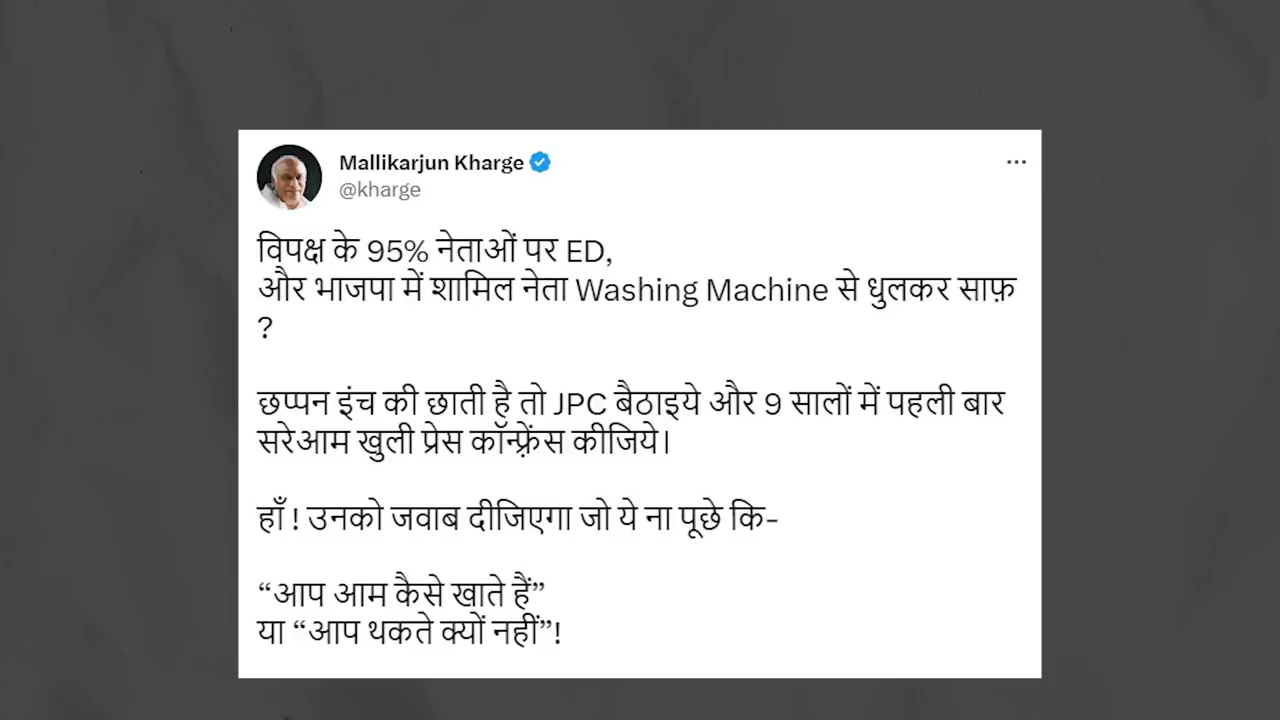 Mallikarjun Kharge
@kharge
विपक्ष के 95% नेताओं पर ED,
और भाजपा में शामिल नेता Washing Machine से धुलकर साफ़
?
छप्पन इंच की छाती है तो JPC बैठाइये और 9 सालों में पहली बार
सरेआम खुली प्रेस कॉन्फ़्रेंस कीजिये।
हाँ ! उनको जवाब दीजिएगा जो ये ना पूछे कि-
“आप आम कैसे खाते हैं”
या “आप थकते क्यों नहीं”!